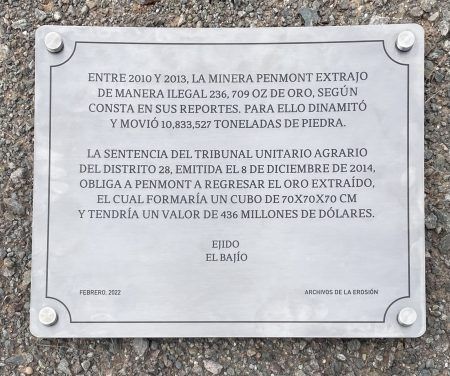 ENTRE 2010 Y 2013, LA MINERA PENMONT EXTRAJO
DE MANERA ILEGAL 236, 709 OZ DE ORO, SEGÚN
CONSTA EN SUS REPORTES. PARA ELLO DINAMITÓ
Y MOVIÓ 10,833,527 TONELADAS DE PIEDRA.
LA SENTENCIA DEL TRIBUNAL UNITARIO AGRARIO
DEL DISTRITO 28, EMITIDA EL 8 DE DICIEMBRE DE 2014,
OBLIGA A PENMONT A REGRESAR EL ORO EXTRAÍDO,
EL CUAL FORMARÍA UN CUBO DE 70X70X70 CM
Y TENDRÍA UN VALOR DE 436 MILLONES DE DÓLARES.
EJIDO
EL BAJÍO
FEBRERO, 2022
ARCHIVOS DE LA EROSIÓN